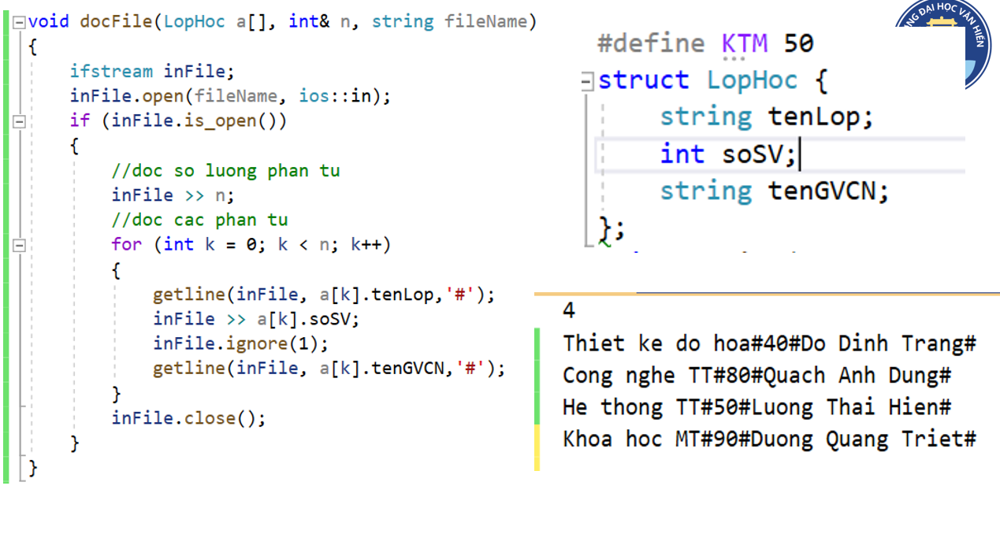 void docFile(LopHoc a[], int& n, string fileName)
{
ifstream inFile;
inFile.open(fileName, ios::in);
if (inFile.is_open())
{
//doc so luong phan tu
inFile >> n;
//doc cac phan tu
for (int k = 0; k < n; k++)
{
getline(inFile, a[k].tenLop,'#');
inFile >> a[k].soSV;
inFile.ignore(1);
getline(inFile, a[k].tenGVCN,'#');
}
inFile.close();
}
}
#define KTM 50
struct LopHoc {
string tenLop;
int soSV;
string tenGVCN;
};
4
Thiet ke do hoa#40#Do Dinh Trang#
Cong nghe TT#80#Quach Anh Dung#
He thong TT#50#Luong Thai Hien#
Khoa hoc MT#90#Duong Quang Triet#
NG ĐẠI HỌC VĂN HIẾN